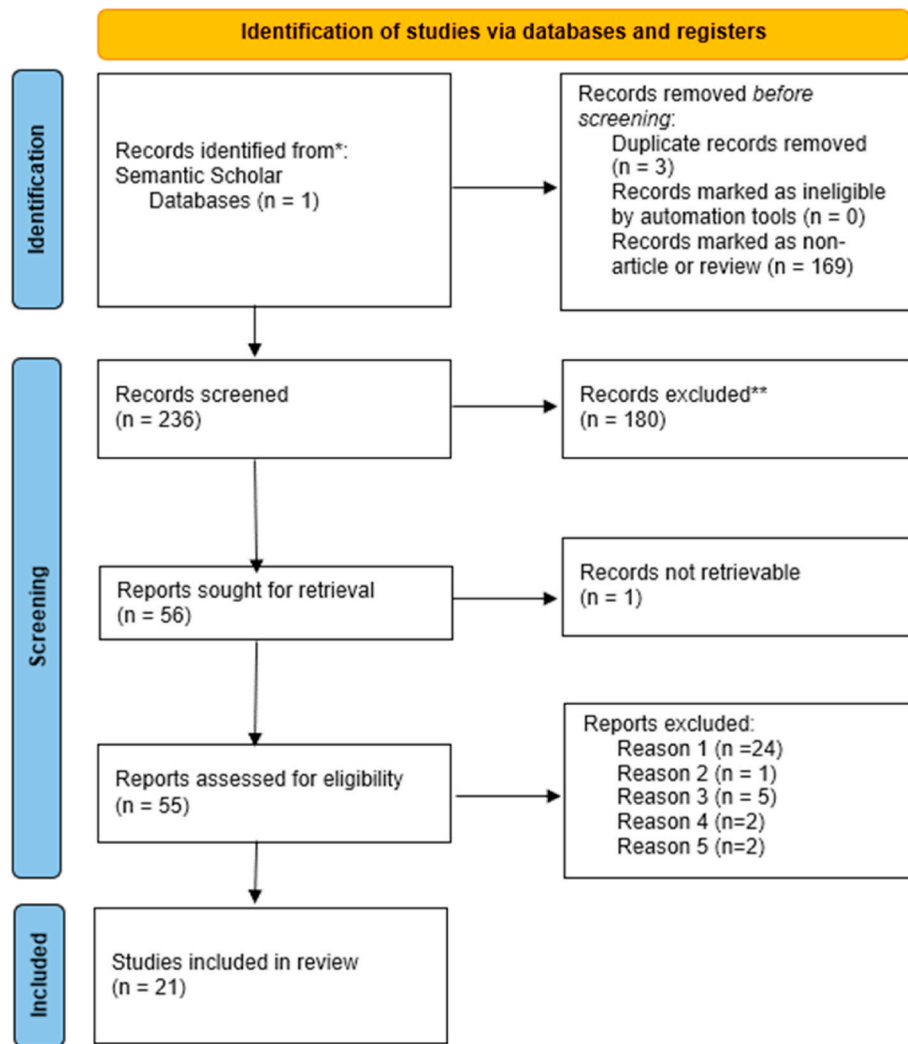 Identification of studies via databases and registers
Identification
Records identified from*:
Semantic Scholar
Databases (n = 1)
Records removed before
screening:
Duplicate records removed
(n = 3)
Records marked as ineligible
by automation tools (n = 0)
Records marked as non-
article or review (n = 169)
Screening
Records screened
(n = 236)
Records excluded**
(n = 180)
Reports sought for retrieval
(n = 56)
Records not retrievable
(n = 1)
Reports assessed for eligibility
(n = 55)
Reports excluded:
Reason 1 (n =24)
Reason 2 (n = 1)
Reason 3 (n = 5)
Reason 4 (n=2)
Reason 5 (n=2)
Included
Studies included in review
(n = 21)